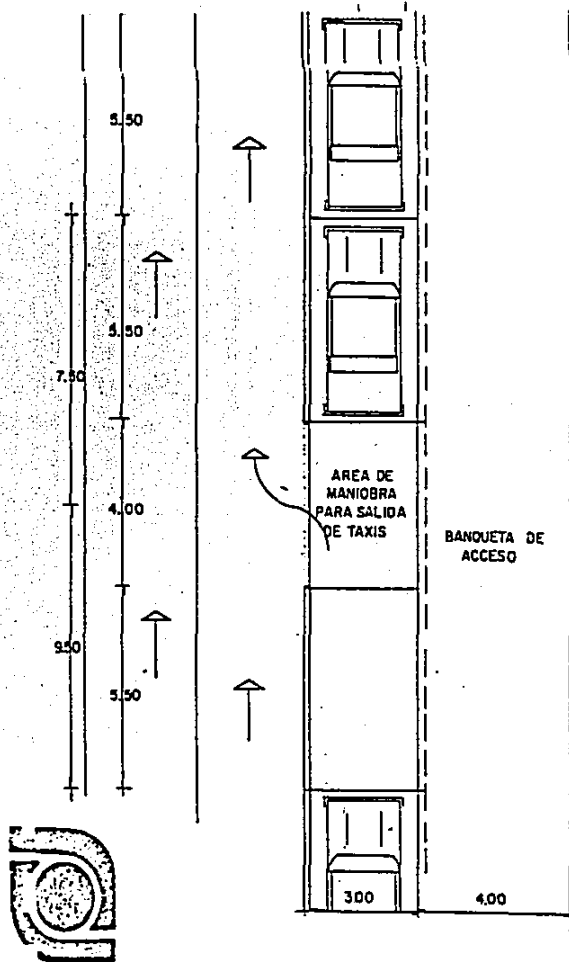 5.50
5.50
7.50
4.00
9.50
5.50
AREA DE
MANIOBRA
PARA SALIDA
DE TAXIS
BANQUETA DE
ACCESO
3.00
4.00